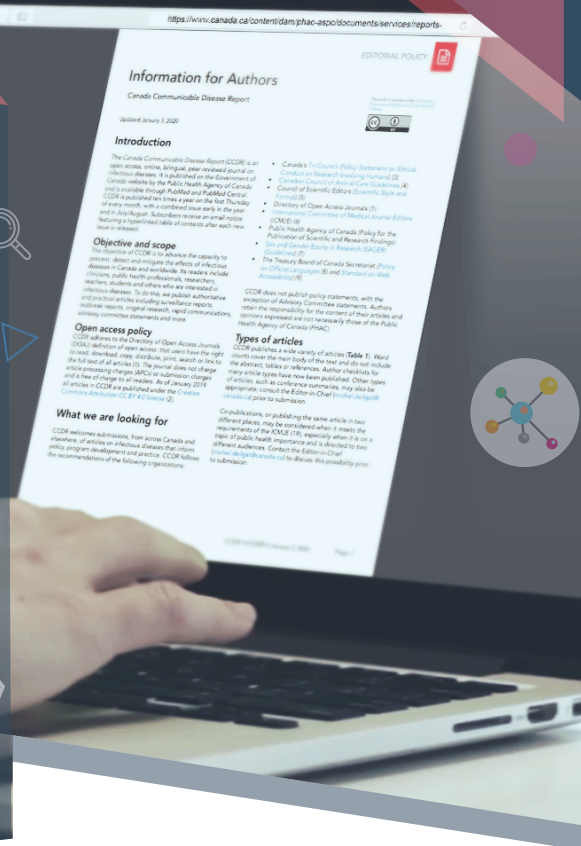 https://www.canada.ca/content/dam/phac-aspc/documents/services/reports-
EDITORIAL POLICY
Information for Authors
Canada Communicable Disease Report
Updated January 3, 2020
Introduction
The Canada Communicable Disease Report (CCDR) is an
open access, online, bilingual, peer reviewed journal on
infectious diseases. It is published on the Government of
Canada website by the Public Health Agency of Canada
and is available through PubMed and PubMed Central.
CCDR is published ten times a year on the first Thursday
of every month, with a combined issue early in the year
and in July/August. Subscribers receive an email notice
featuring a hyperlinked table of contents after each new
issue is released.
Objective and scope
The objective of CCDR is to advance the capacity to
prevent, detect and mitigate the effects of infectious
diseases in Canada and worldwide. Its readers include
clinicians, public health professionals, researchers,
teachers, students and others who are interested in
infectious diseases. To do this, we publish authoritative
and practical articles including surveillance reports,
outbreak reports, original research, rapid communications,
advisory committee statements and more.
Open access policy
CCDR adheres to the Directory of Open Access Journals
(DOAJ) definition of open access: that users have the right
to read, download, copy, distribute, print, search or link to
the full text of all articles (1). The journal does not charge
article processing charges (APCs) or submission charges
and is free of charge to all readers. As of January 2019
all articles in CCDR are published under the Creative
Commons Attribution CC BY 4.0 license (2).
What we are looking for
CCDR welcomes submissions, from across Canada and
elsewhere, of articles on infectious diseases that inform
policy, program development and practice. CCDR follows
the recommendations of the following organizations:
CC BY
• Canada's Tri-Council (Policy Statement on Ethical
Conduct on Research Involving Humans) (3)
• Canadian Council of Animal Care Guidelines (4)
• Council of Scientific Editors (Scientific Style and
Format) (5)
• Directory of Open Access Journals (1)
• International Committee of Medical Journal Editors
(ICMJE) (6)
• Public Health Agency of Canada (Policy for the
Publication of Scientific and Research Findings)
• Sex and Gender Equity in Research (SAGER)
(Guidelines) (7)
• The Treasury Board of Canada Secretariat (Policy
on Official Languages (8) and Standard on Web
Accessibility) (9)
CCDR does not publish policy statements, with the
exception of Advisory Committee statements. Authors
retain the responsibility for the content of their articles and
opinions expressed are not necessarily those of the Public
Health Agency of Canada (PHAC).
Types of articles
CCDR publishes a wide variety of articles (Table 1). Word
counts cover the main body of the text and do not include
the abstract, tables or references. Author checklists for
many article types have now been published. Other types
of articles, such as conference summaries, may also be
appropriate; consult the Editor-in-Chief
canada.ca) prior to submission.
Co-publications, or publishing the same article in two
different places, may be considered when it meets the
requirements of the ICMJE (19), especially when it is on a
topic of public health importance and is directed to two
different audiences. Contact the Editor-in-Chief
to discuss this possibility prior
to submission.
Page 1